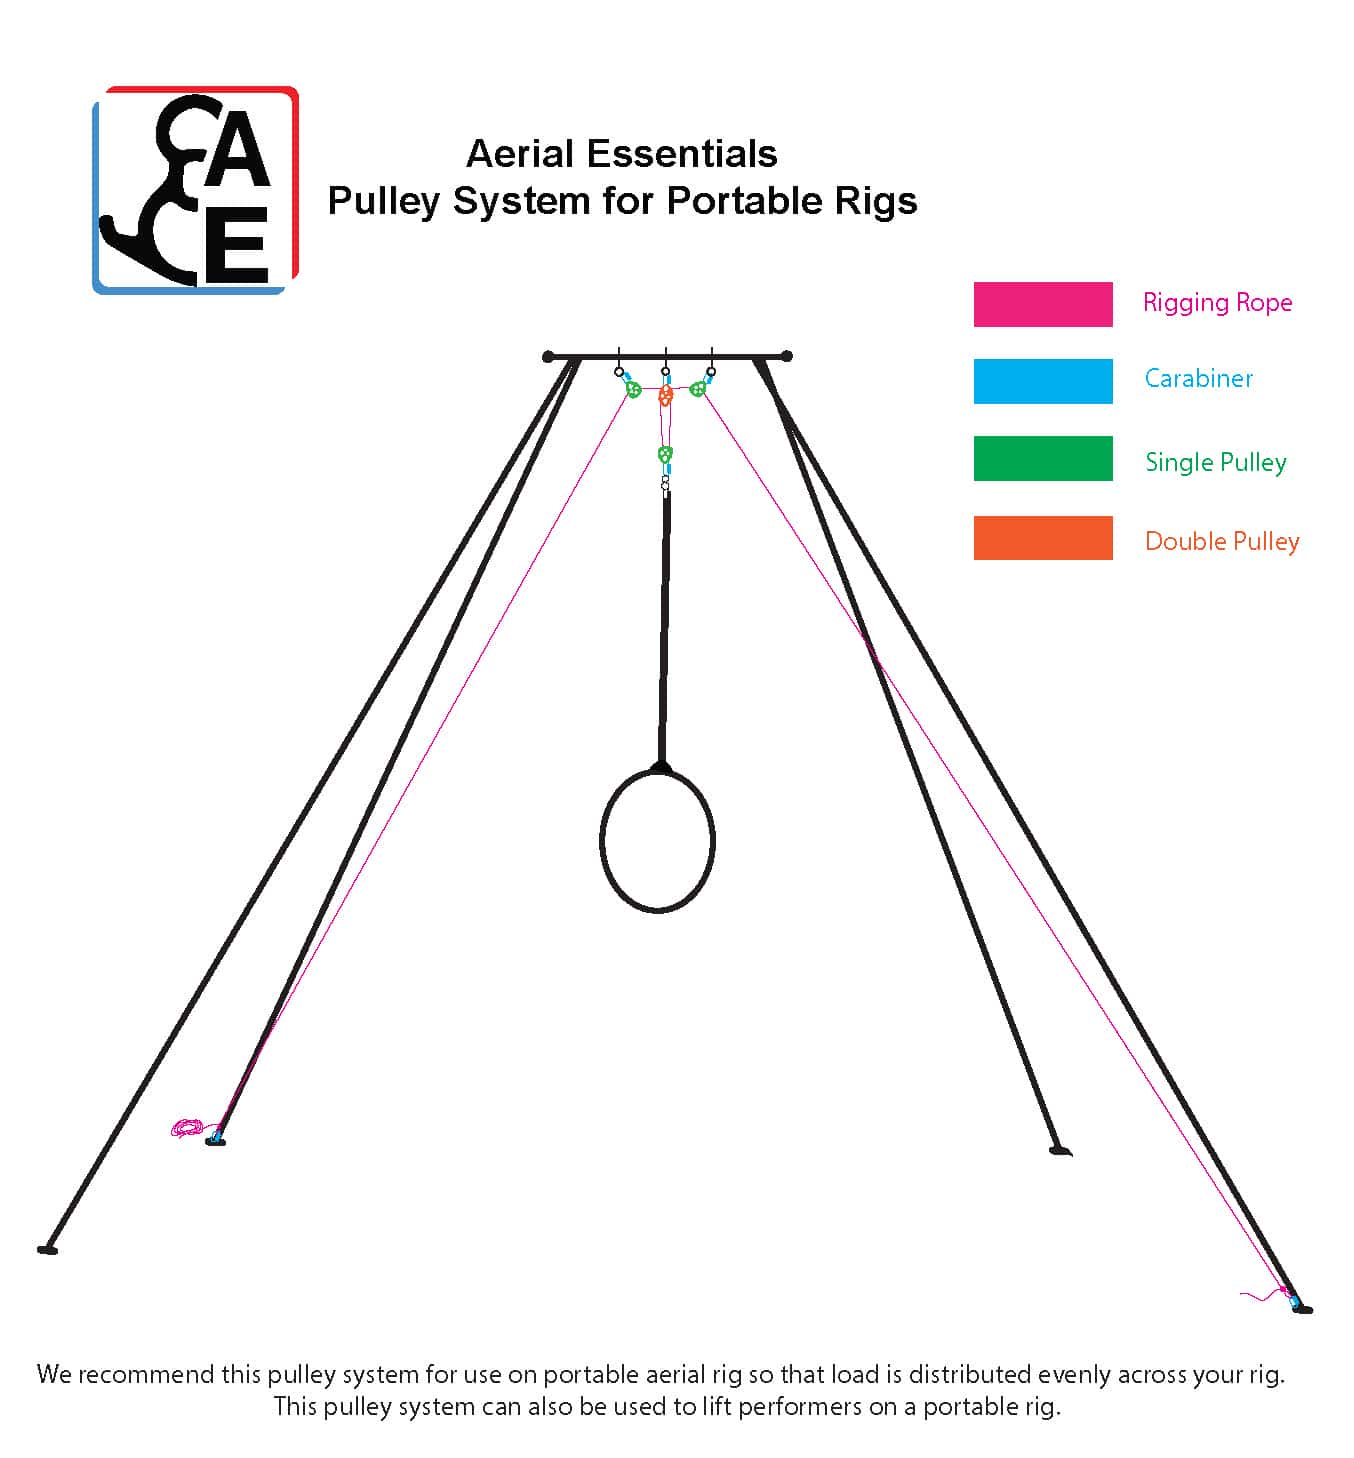 AE
Aerial Essentials
Pulley System for Portable Rigs
Rigging Rope
Carabiner
Single Pulley
Double Pulley
We recommend this pulley system for use on portable aerial rig so that load is distributed evenly across your rig.
This pulley system can also be used to lift performers on a portable rig.